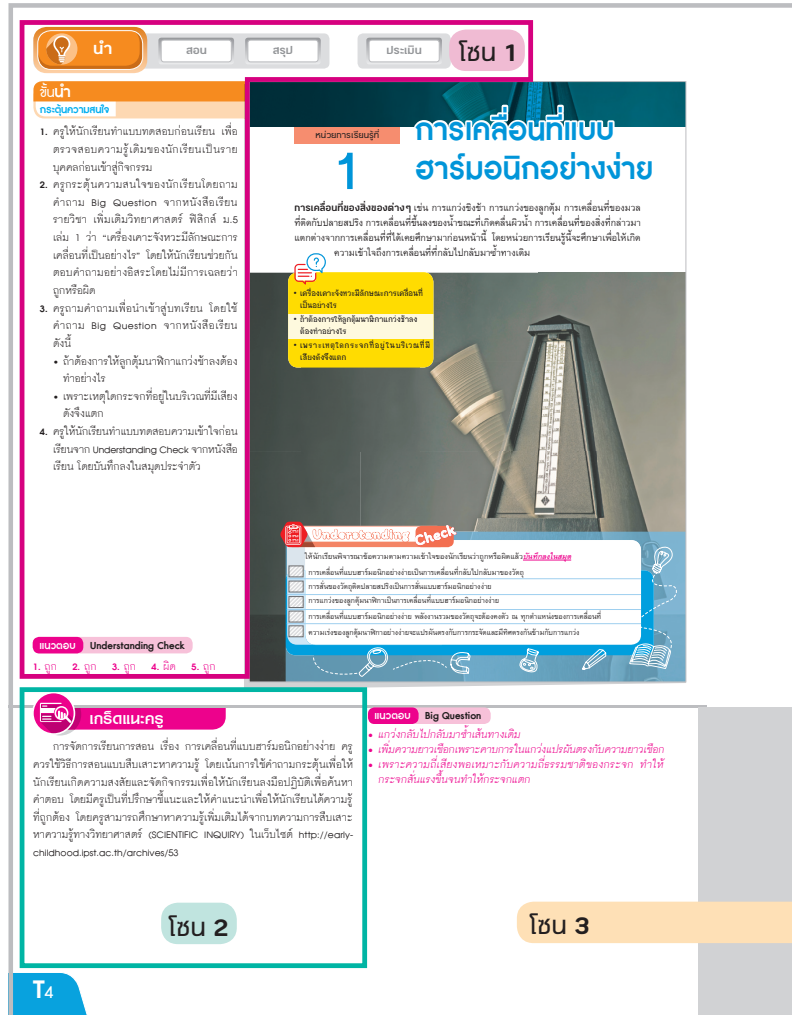 นำ
สอน
สรุป
ประเมิน
โซน 1
ขั้นนำ
กระตุ้นความสนใจ
1. ครูให้นักเรียนทำแบบทดสอบก่อนเรียน เพื่อ
ตรวจสอบความรู้เดิมของนักเรียนเป็นราย
บุคคลก่อนเข้าสู่กิจกรรม
2. ครูกระตุ้นความสนใจของนักเรียนโดยถาม
คำถาม Big Question จากหนังสือเรียน
รายวิชา เพิ่มเติมวิทยาศาสตร์ ฟิสิกส์ ม.5
เล่ม 1 ว่า “เครื่องเคาะจังหวะมีลักษณะการ
เคลื่อนที่เป็นอย่างไร” โดยให้นักเรียนช่วยกัน
ตอบคำถามอย่างอิสระโดยไม่มีการเฉลยว่า
ถูกหรือผิด
3. ครูถามคำถามเพื่อนำเข้าสู่บทเรียน โดยใช้
คำถาม Big Question จากหนังสือเรียน
ดังนี้
• ถ้าต้องการให้ลูกตุ้มนาฬิกาแกว่งช้าลงต้อง
ทำอย่างไร
• เพราะเหตุใดกระจกที่อยู่ในบริเวณที่มีเสียง
ดังจึงแตก
4. ครูให้นักเรียนทำแบบทดสอบความเข้าใจก่อน
เรียนจาก Understanding Check จากหนังสือ
เรียน โดยบันทึกลงในสมุดประจำตัว
แนวตอบ Understanding Check
1. ถูก 2. ถูก 3. ถูก 4. ผิด 5. ถูก
หน่วยการเรียนรู้ที่
1
การเคลื่อนที่แบบ
ฮาร์มอนิกอย่างง่าย
การเคลื่อนที่ของสิ่งของต่างๆ เช่น การแกว่งชิงช้า การแกว่งของลูกตุ้ม การเคลื่อนที่ของมวล
ที่ติดกับปลายสปริง การเคลื่อนที่ขึ้นลงของน้ำขณะที่เกิดคลื่นผิวน้ำ การเคลื่อนที่ของสิ่งที่กล่าวมา
แตกต่างจากการเคลื่อนที่ที่ได้เคยศึกษามาก่อนหน้านี้ โดยหน่วยการเรียนรู้นี้จะศึกษาเพื่อให้เกิด
ความเข้าใจถึงการเคลื่อนที่ที่กลับไปกลับมาซ้ำทางเดิม
• เครื่องเคาะจังหวะมีลักษณะการเคลื่อนที่
เป็นอย่างไร
• ถ้าต้องการให้ลูกตุ้มนาฬิกาแกว่งช้าลง
ต้องทำอย่างไร
• เพราะเหตุใดกระจกที่อยู่ในบริเวณที่มี
เสียงดังจึงแตก
Understanding Check
ให้นักเรียนพิจารณาข้อความตามความเข้าใจของนักเรียนว่าถูกหรือผิดแล้วบันทึกลงในสมุด
การเคลื่อนที่แบบฮาร์มอนิกอย่างง่ายเป็นการเคลื่อนที่กลับไปกลับมาของวัตถุ
การสั่นของวัตถุติดปลายสปริงเป็นการสั่นแบบฮาร์มอนิกอย่างง่าย
การแกว่งของลูกตุ้มนาฬิกาเป็นการเคลื่อนที่แบบฮาร์มอนิกอย่างง่าย
การเคลื่อนที่แบบฮาร์มอนิกอย่างง่าย พลังงานรวมของวัตถุจะต้องคงตัว ณ ทุกตำแหน่งของการเคลื่อนที่
ความเร่งของลูกตุ้มนาฬิกาอย่างง่ายจะแปรผันตรงกับการกระจัดและมีทิศตรงกันข้ามกับการแกว่ง
เกร็ดแนะครู
การจัดการเรียนการสอน เรื่อง การเคลื่อนที่แบบฮาร์มอนิกอย่างง่าย ครู
ควรใช้วิธีการสอนแบบสืบเสาะหาความรู้ โดยเน้นการใช้คำถามกระตุ้นเพื่อให้
นักเรียนเกิดความสงสัยและจัดกิจกรรมเพื่อให้นักเรียนลงมือปฏิบัติเพื่อค้นหา
คำตอบ โดยมีครูเป็นที่ปรึกษาชี้แนะและให้คำแนะนำเพื่อให้นักเรียนได้ความรู้
ที่ถูกต้อง โดยครูสามารถศึกษาหาความรู้เพิ่มเติมได้จากบทความการสืบเสาะ
หาความรู้ทางวิทยาศาสตร์ (SCIENTIFIC INQUIRY) ในเว็บไซต์ http://early-
childhood.ipst.ac.th/archives/53
โซน 2
แนวตอบ Big Question
• แกว่งกลับไปกลับมาซ้ำเส้นทางเดิม
• เพิ่มความยาวเชือกเพราะคาบการในแกว่งแปรผันตรงกับความยาวเชือก
• เพราะความถี่เสียงพอเหมาะกับความถี่ธรรมชาติของกระจก ทำให้
กระจกสั่นแรงขึ้นจนทำให้กระจกแตก
โซน 3
T4